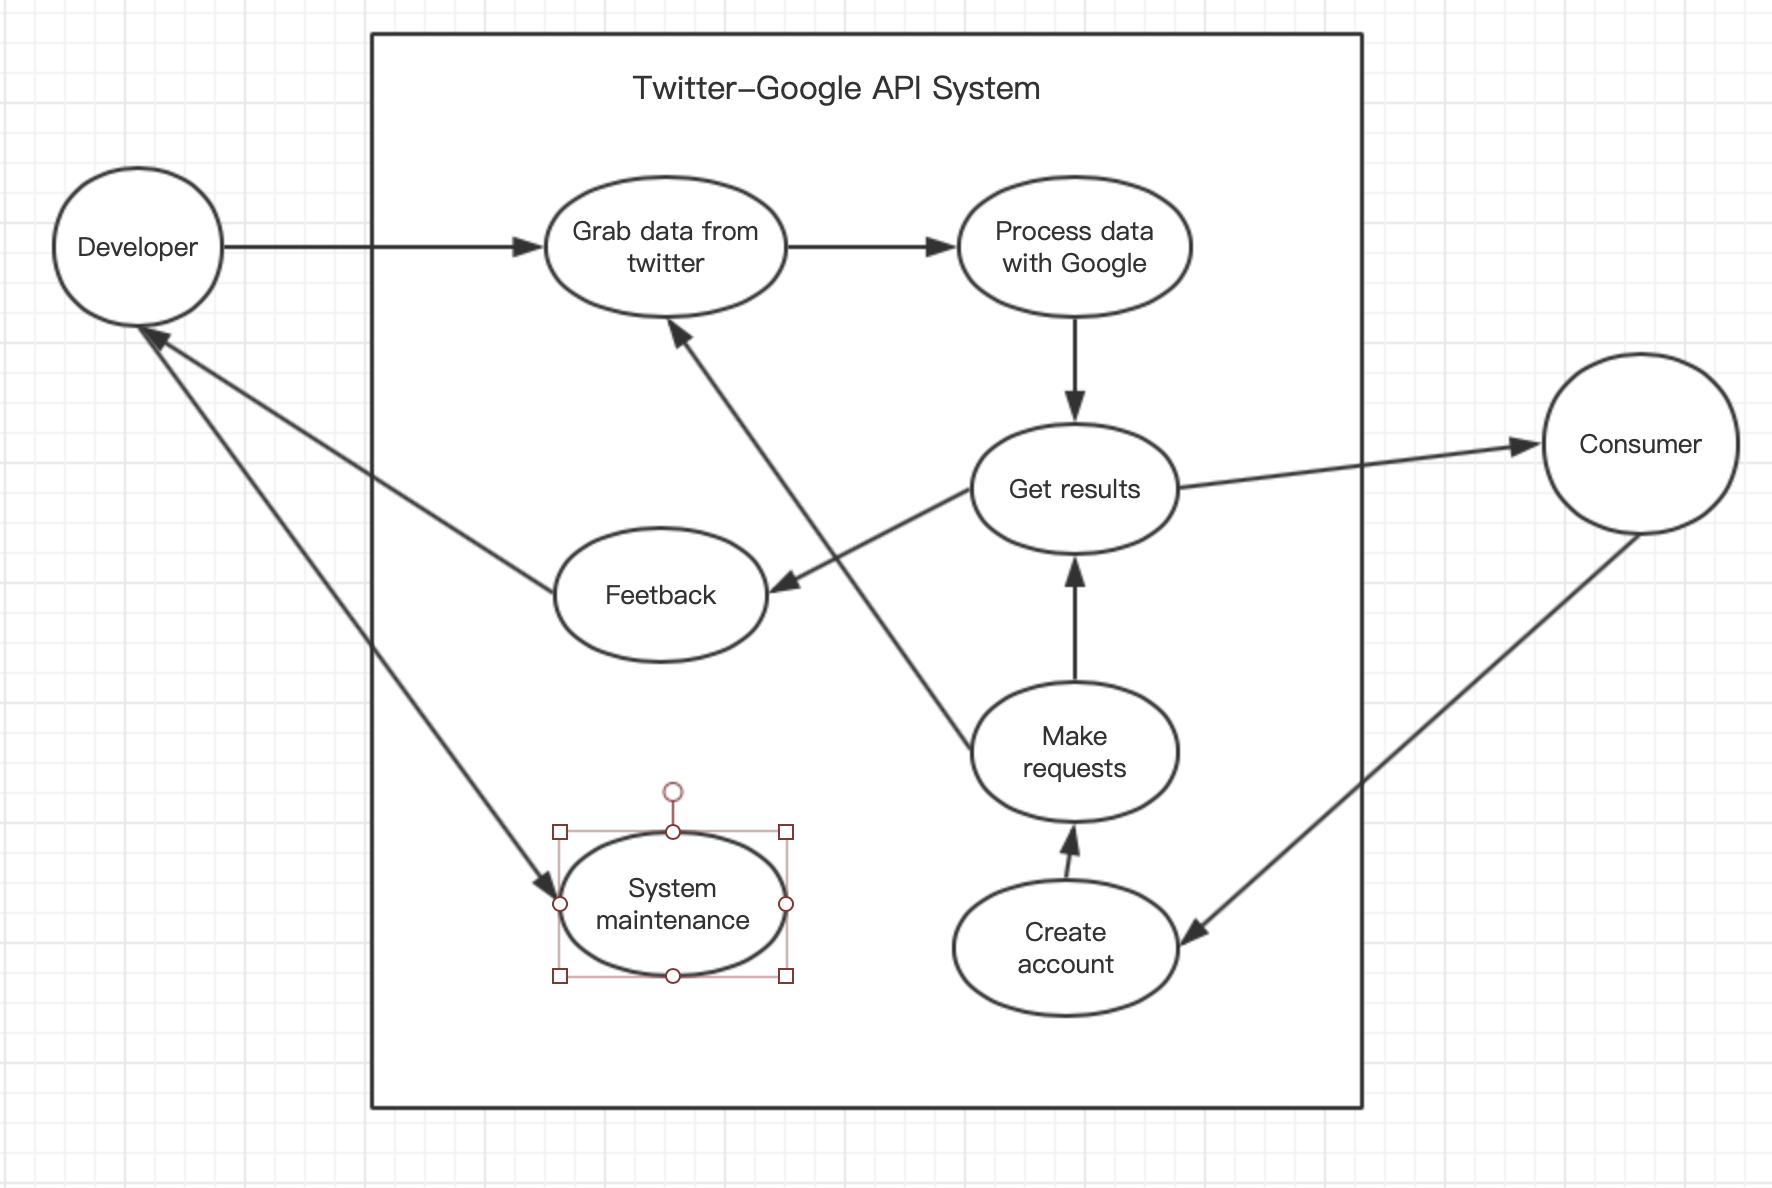 Twitter–Google API System
Developer
Grab data from
twitter
Process data
with Google
Consumer
Get results
Feetback
Make
requests
System
maintenance
Create
account